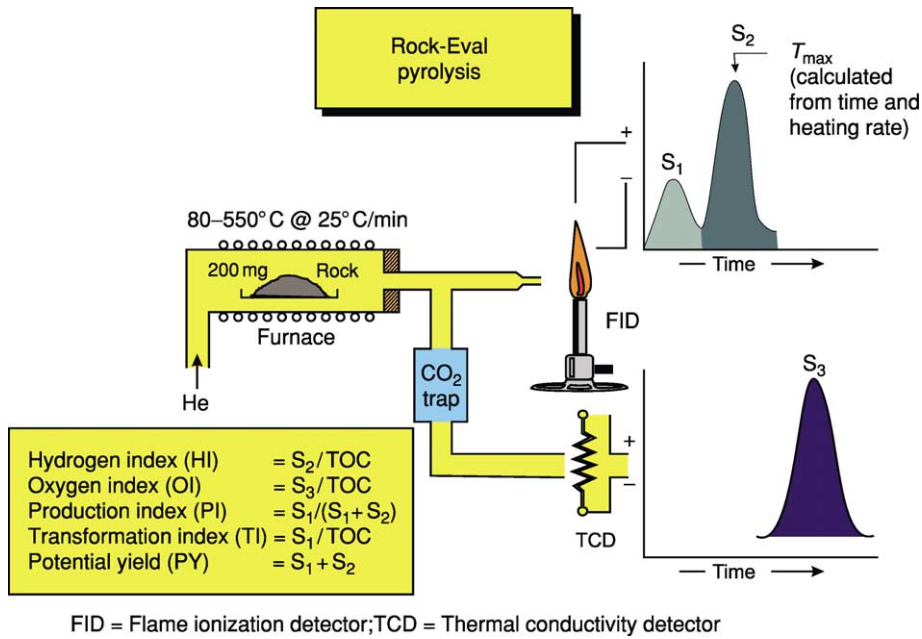 Rock-Eval
pyrolysis
S₂
Tmax
(calculated
from time and
heating rate)
S₁
+
–
Time
80–550°C @ 25°C/min
200 mg
Rock
Furnace
He
FID
CO₂
trap
S₃
+
–
TCD
Time
Hydrogen index (HI) = S₂/TOC
Oxygen index (OI) = S₃/TOC
Production index (PI) = S₁/(S₁+S₂)
Transformation index (TI) = S₁/TOC
Potential yield (PY) = S₁+S₂
FID = Flame ionization detector;TCD = Thermal conductivity detector